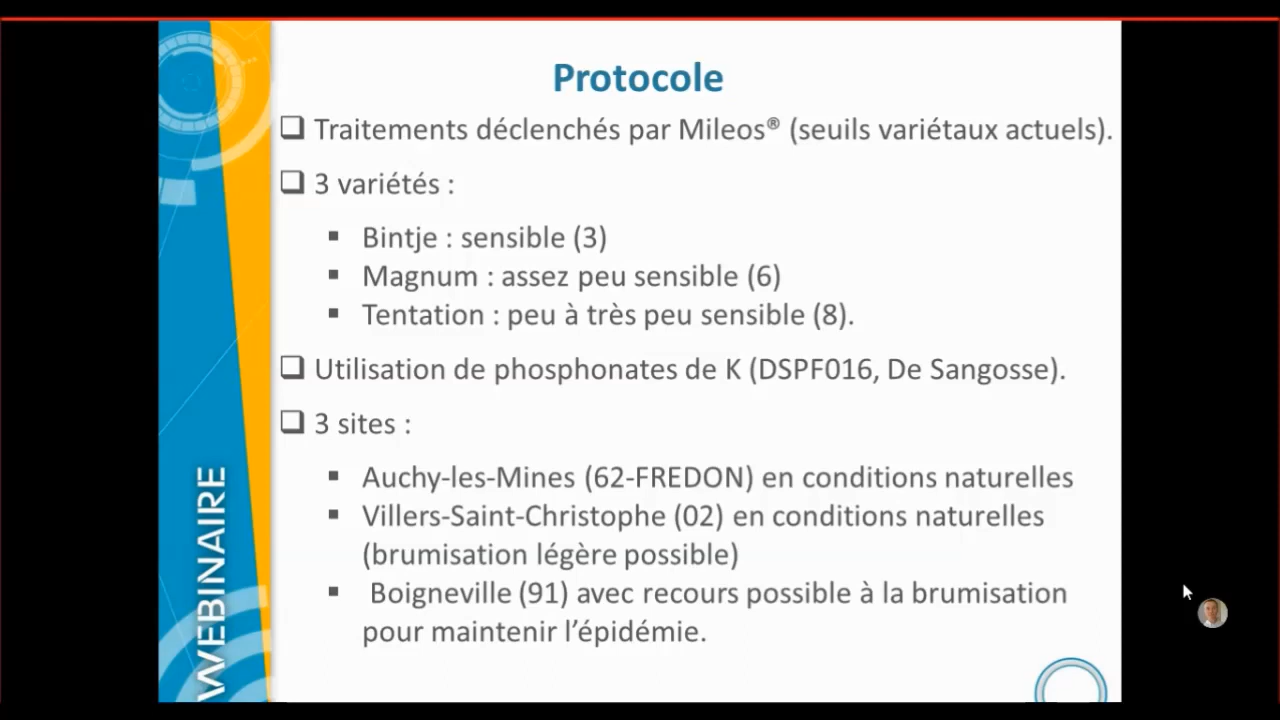 Protocole
❑ Traitements déclenchés par Mileos® (seuils variétaux actuels).
❑ 3 variétés :
▪ Bintje : sensible (3)
▪ Magnum : assez peu sensible (6)
▪ Tentation : peu à très peu sensible (8).
❑ Utilisation de phosphonates de K (DSPF016, De Sangosse).
❑ 3 sites :
▪ Auchy-les-Mines (62-FREDON) en conditions naturelles
▪ Villers-Saint-Christophe (02) en conditions naturelles
(brumisation légère possible)
▪ Boigneville (91) avec recours possible à la brumisation
pour maintenir l’épidémie.
WEBINAIRE